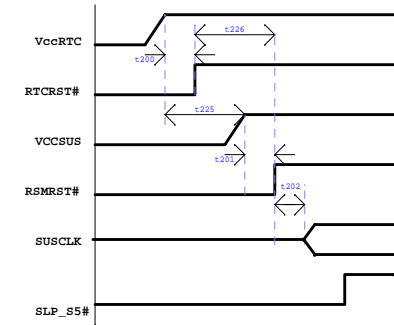 t226
VccRTC
t200
RTCRST#
t225
VCCSUS
t201
RSMRST#
t202
SUSCLK
SLP_S5#